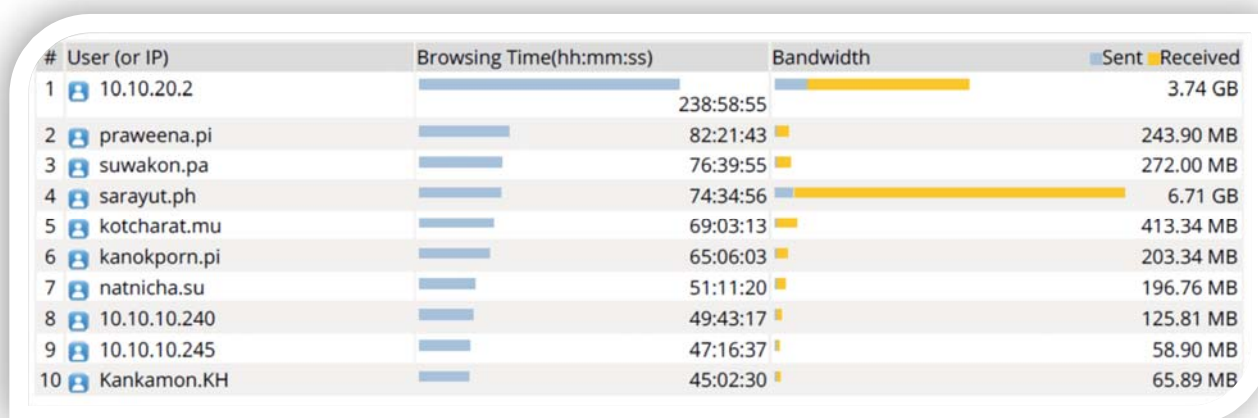 # User (or IP) Browsing Time(hh:mm:ss) Bandwidth Sent Received
1 10.10.20.2 238:58:55 3.74 GB
2 praweena.pi 82:21:43 243.90 MB
3 suwakon.pa 76:39:55 272.00 MB
4 sarayut.ph 74:34:56 6.71 GB
5 kotcharat.mu 69:03:13 413.34 MB
6 kanokporn.pi 65:06:03 203.34 MB
7 natnicha.su 51:11:20 196.76 MB
8 10.10.10.240 49:43:17 125.81 MB
9 10.10.10.245 47:16:37 58.90 MB
10 Kankamon.KH 45:02:30 65.89 MB